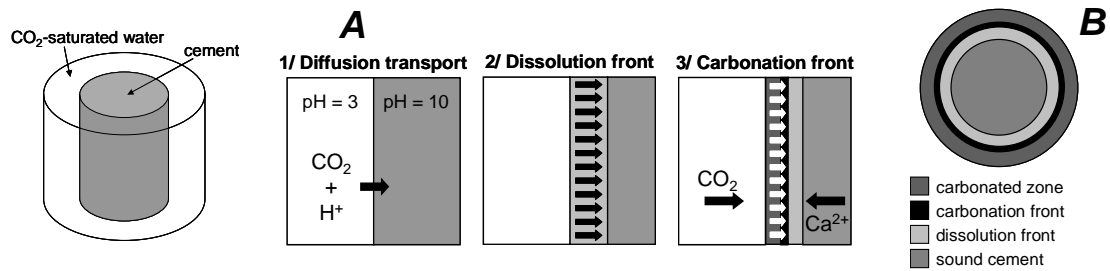 A
B
CO₂-saturated water
cement
1/ Diffusion transport
2/ Dissolution front
3/ Carbonation front
pH = 3
pH = 10
CO₂
+
H⁺
CO₂
Ca²⁺
carbonated zone
carbonation front
dissolution front
sound cement